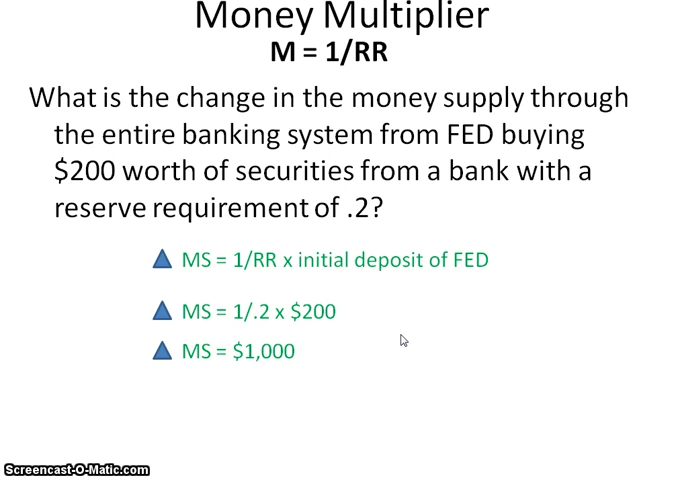 Money Multiplier
M = 1/RR
What is the change in the money supply through
the entire banking system from FED buying
$200 worth of securities from a bank with a
reserve requirement of .2?
MS = 1/RR x initial deposit of FED
MS = 1/.2 x $200
MS = $1,000
Screencast-O-Matic.com